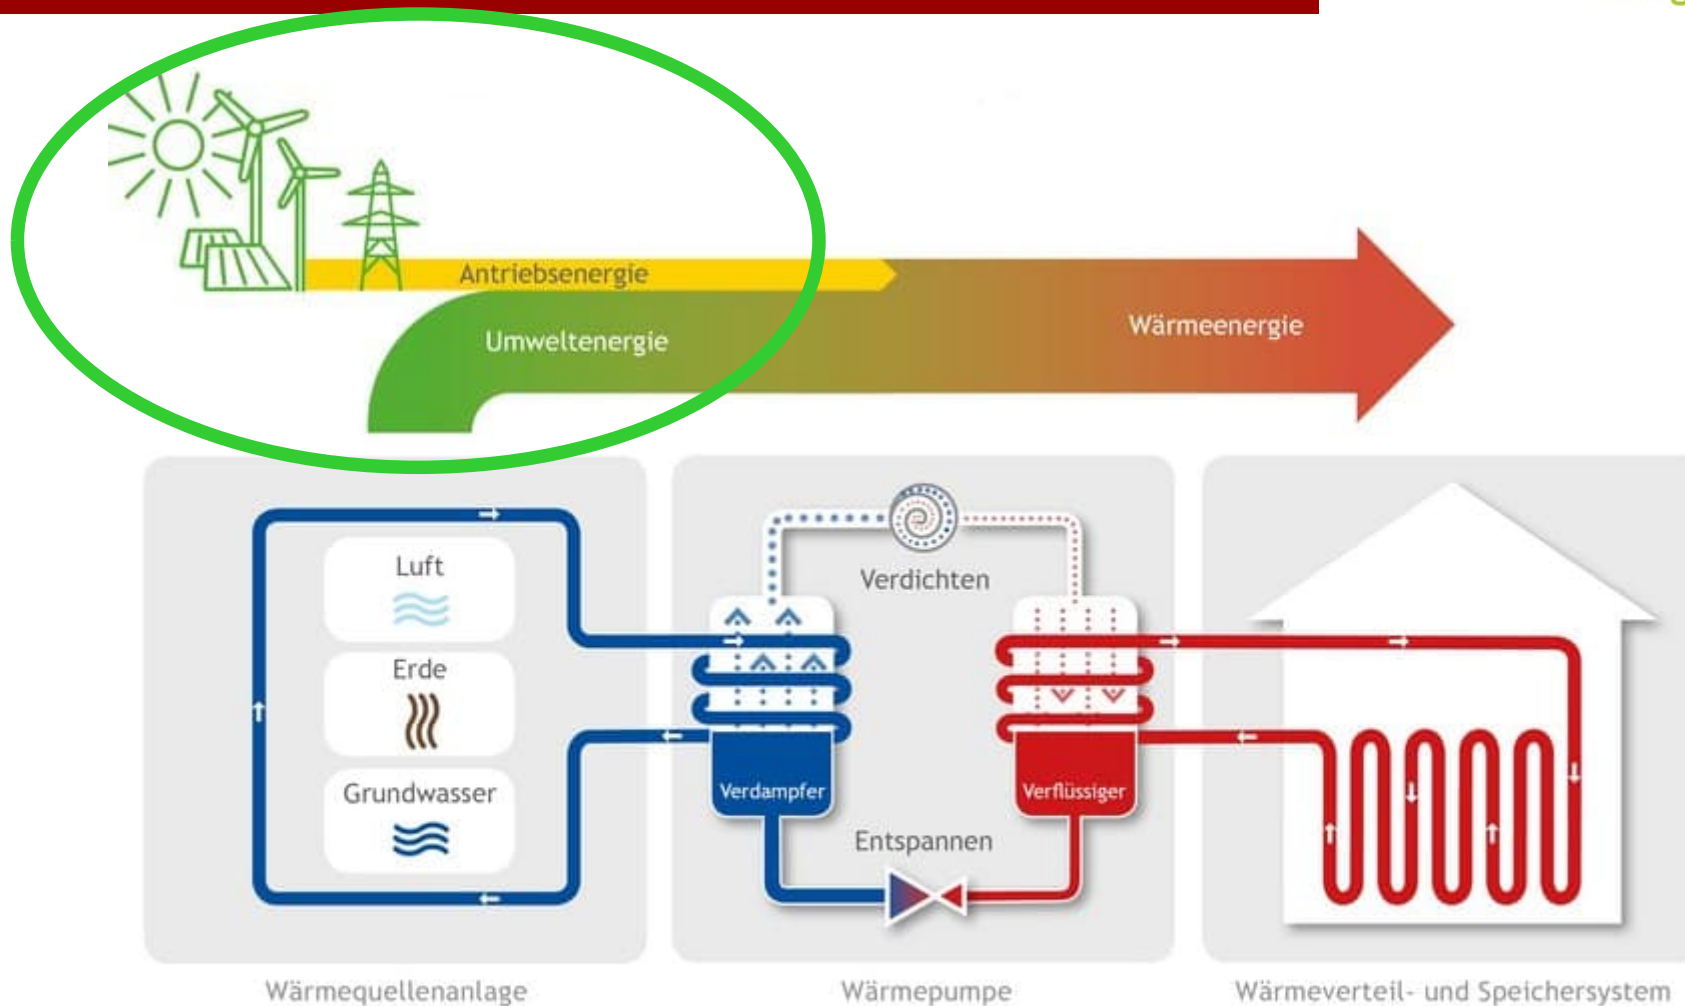 Antriebsenergie
Umweltenergie
Wärmeenergie
Luft
Erde
Grundwasser
Verdichten
Verdampfer
Verflüssiger
Entspannen
Wärmequellenanlage
Wärmepumpe
Wärmeverteil- und Speichersystem